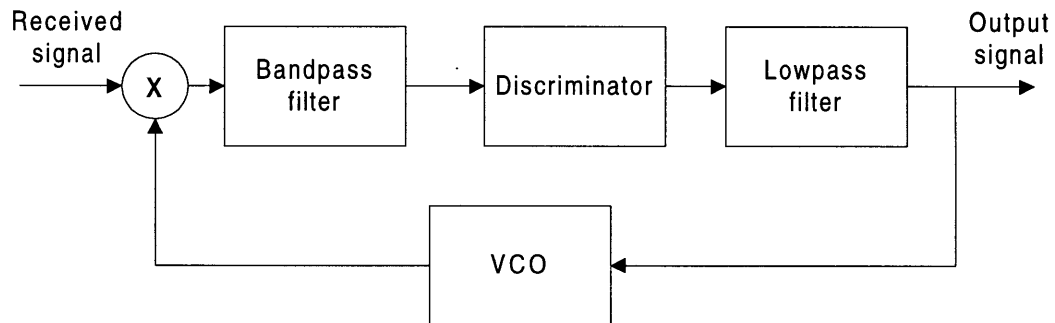 Received
signal
Output
signal
X
Bandpass
filter
Discriminator
Lowpass
filter
VCO